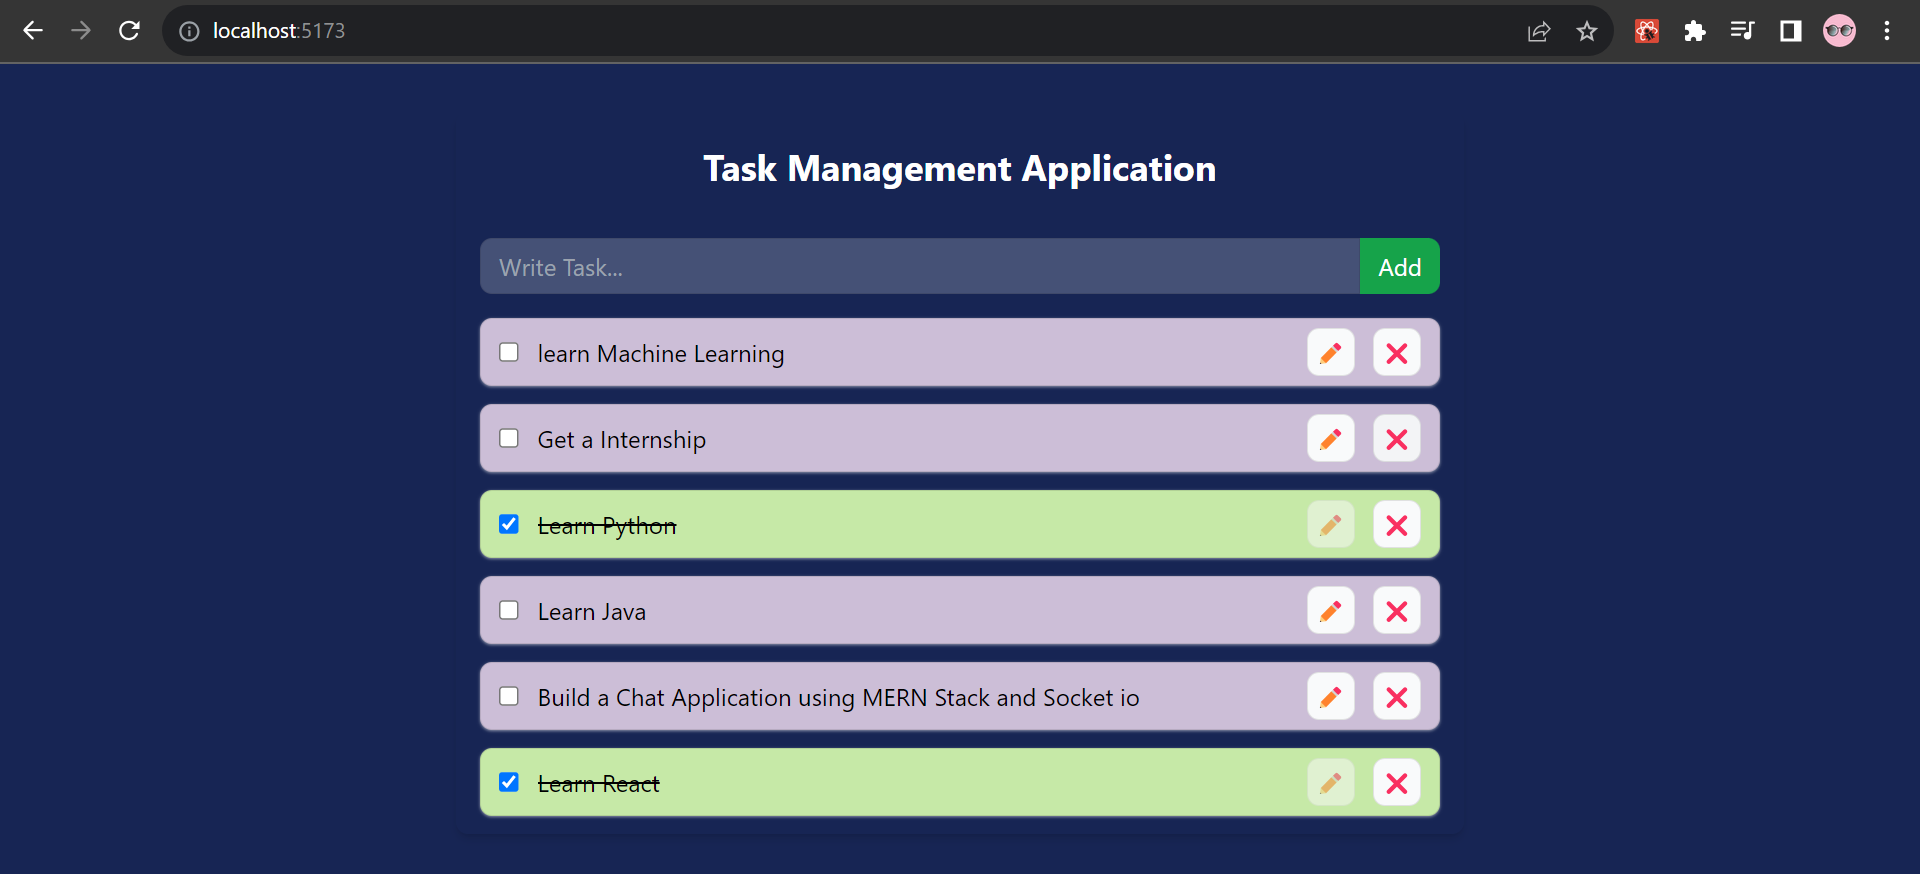 localhost:5173
Task Management Application
Write Task...
Add
learn Machine Learning
Get a Internship
Learn Python
Learn Java
Build a Chat Application using MERN Stack and Socket io
Learn React